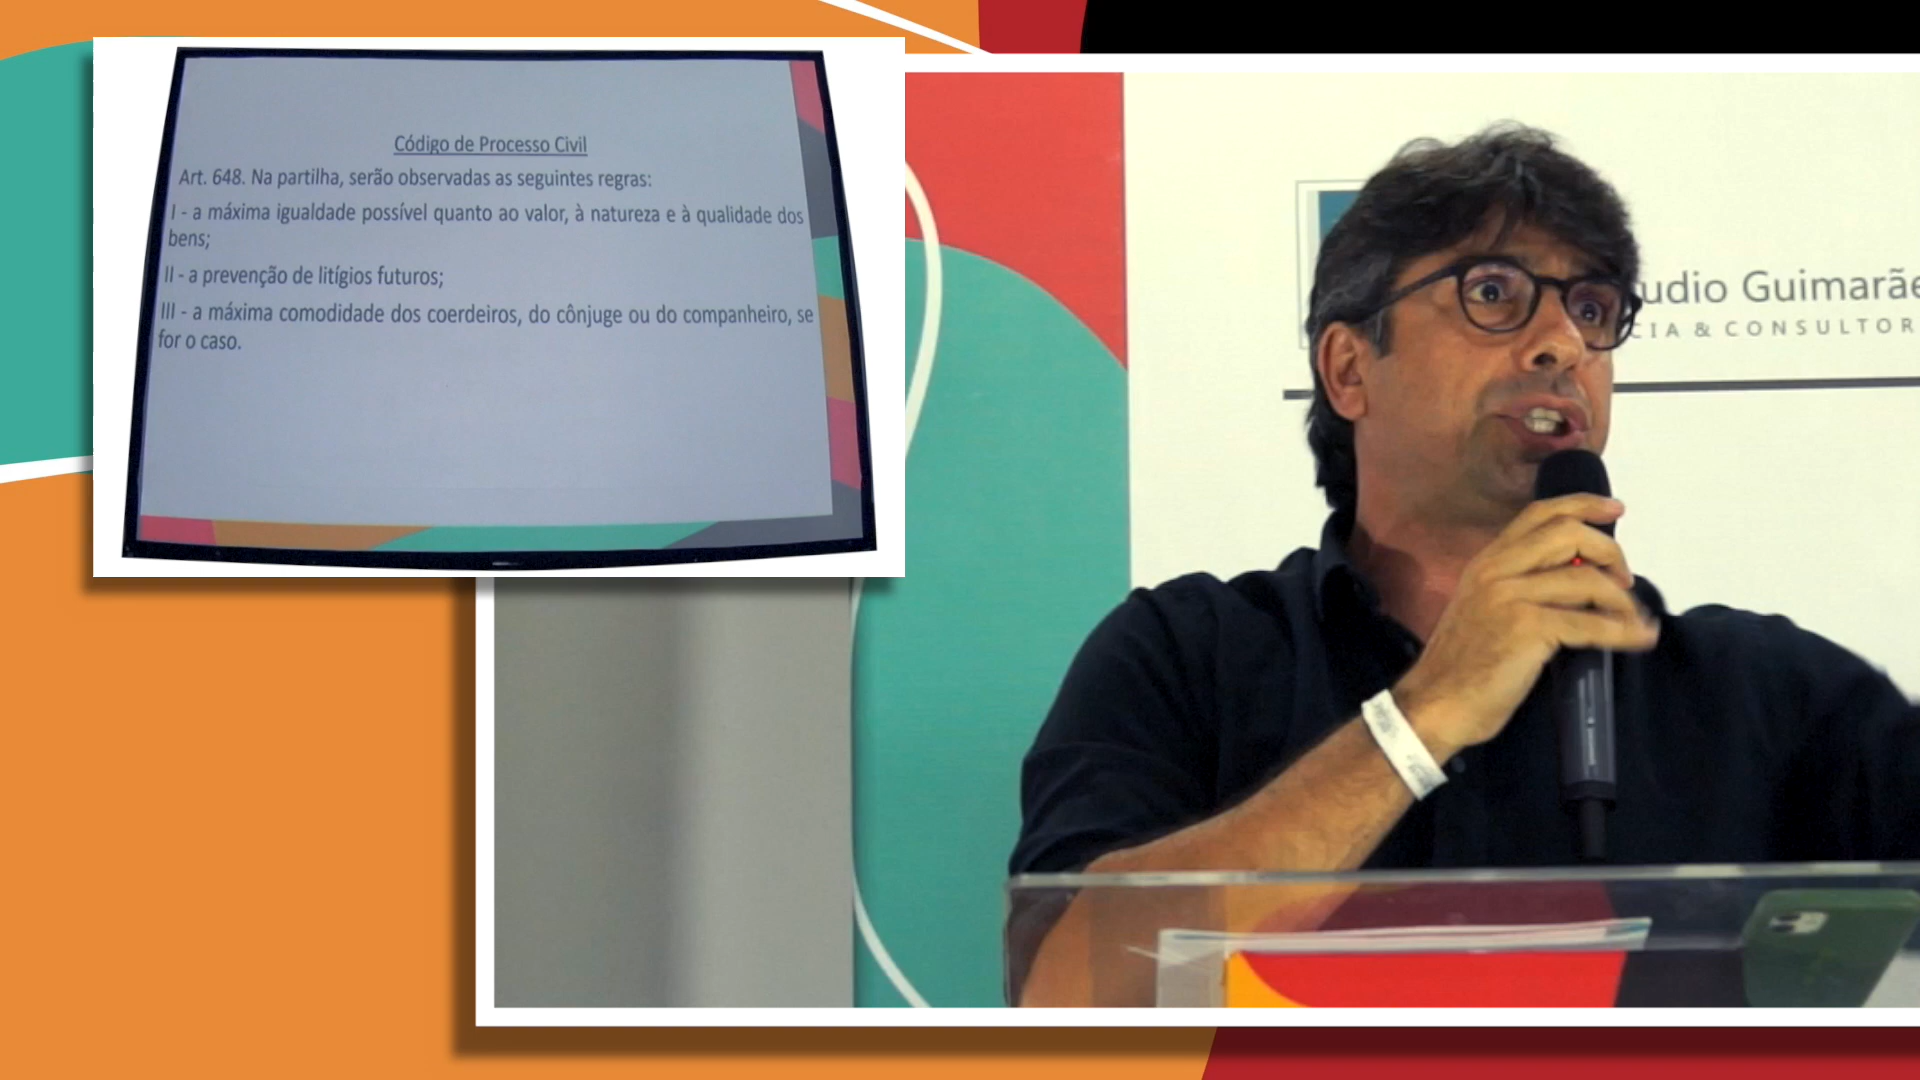 Código de Processo Civil
Art. 648. Na partilha, serão observadas as seguintes regras:
I - a máxima igualdade possível quanto ao valor, à natureza e à qualidade dos
bens;
II - a prevenção de litígios futuros;
III - a máxima comodidade dos coerdeiros, do cônjuge ou do companheiro, se
for o caso.
udio Guimarãe
CIA & CONSULTOR